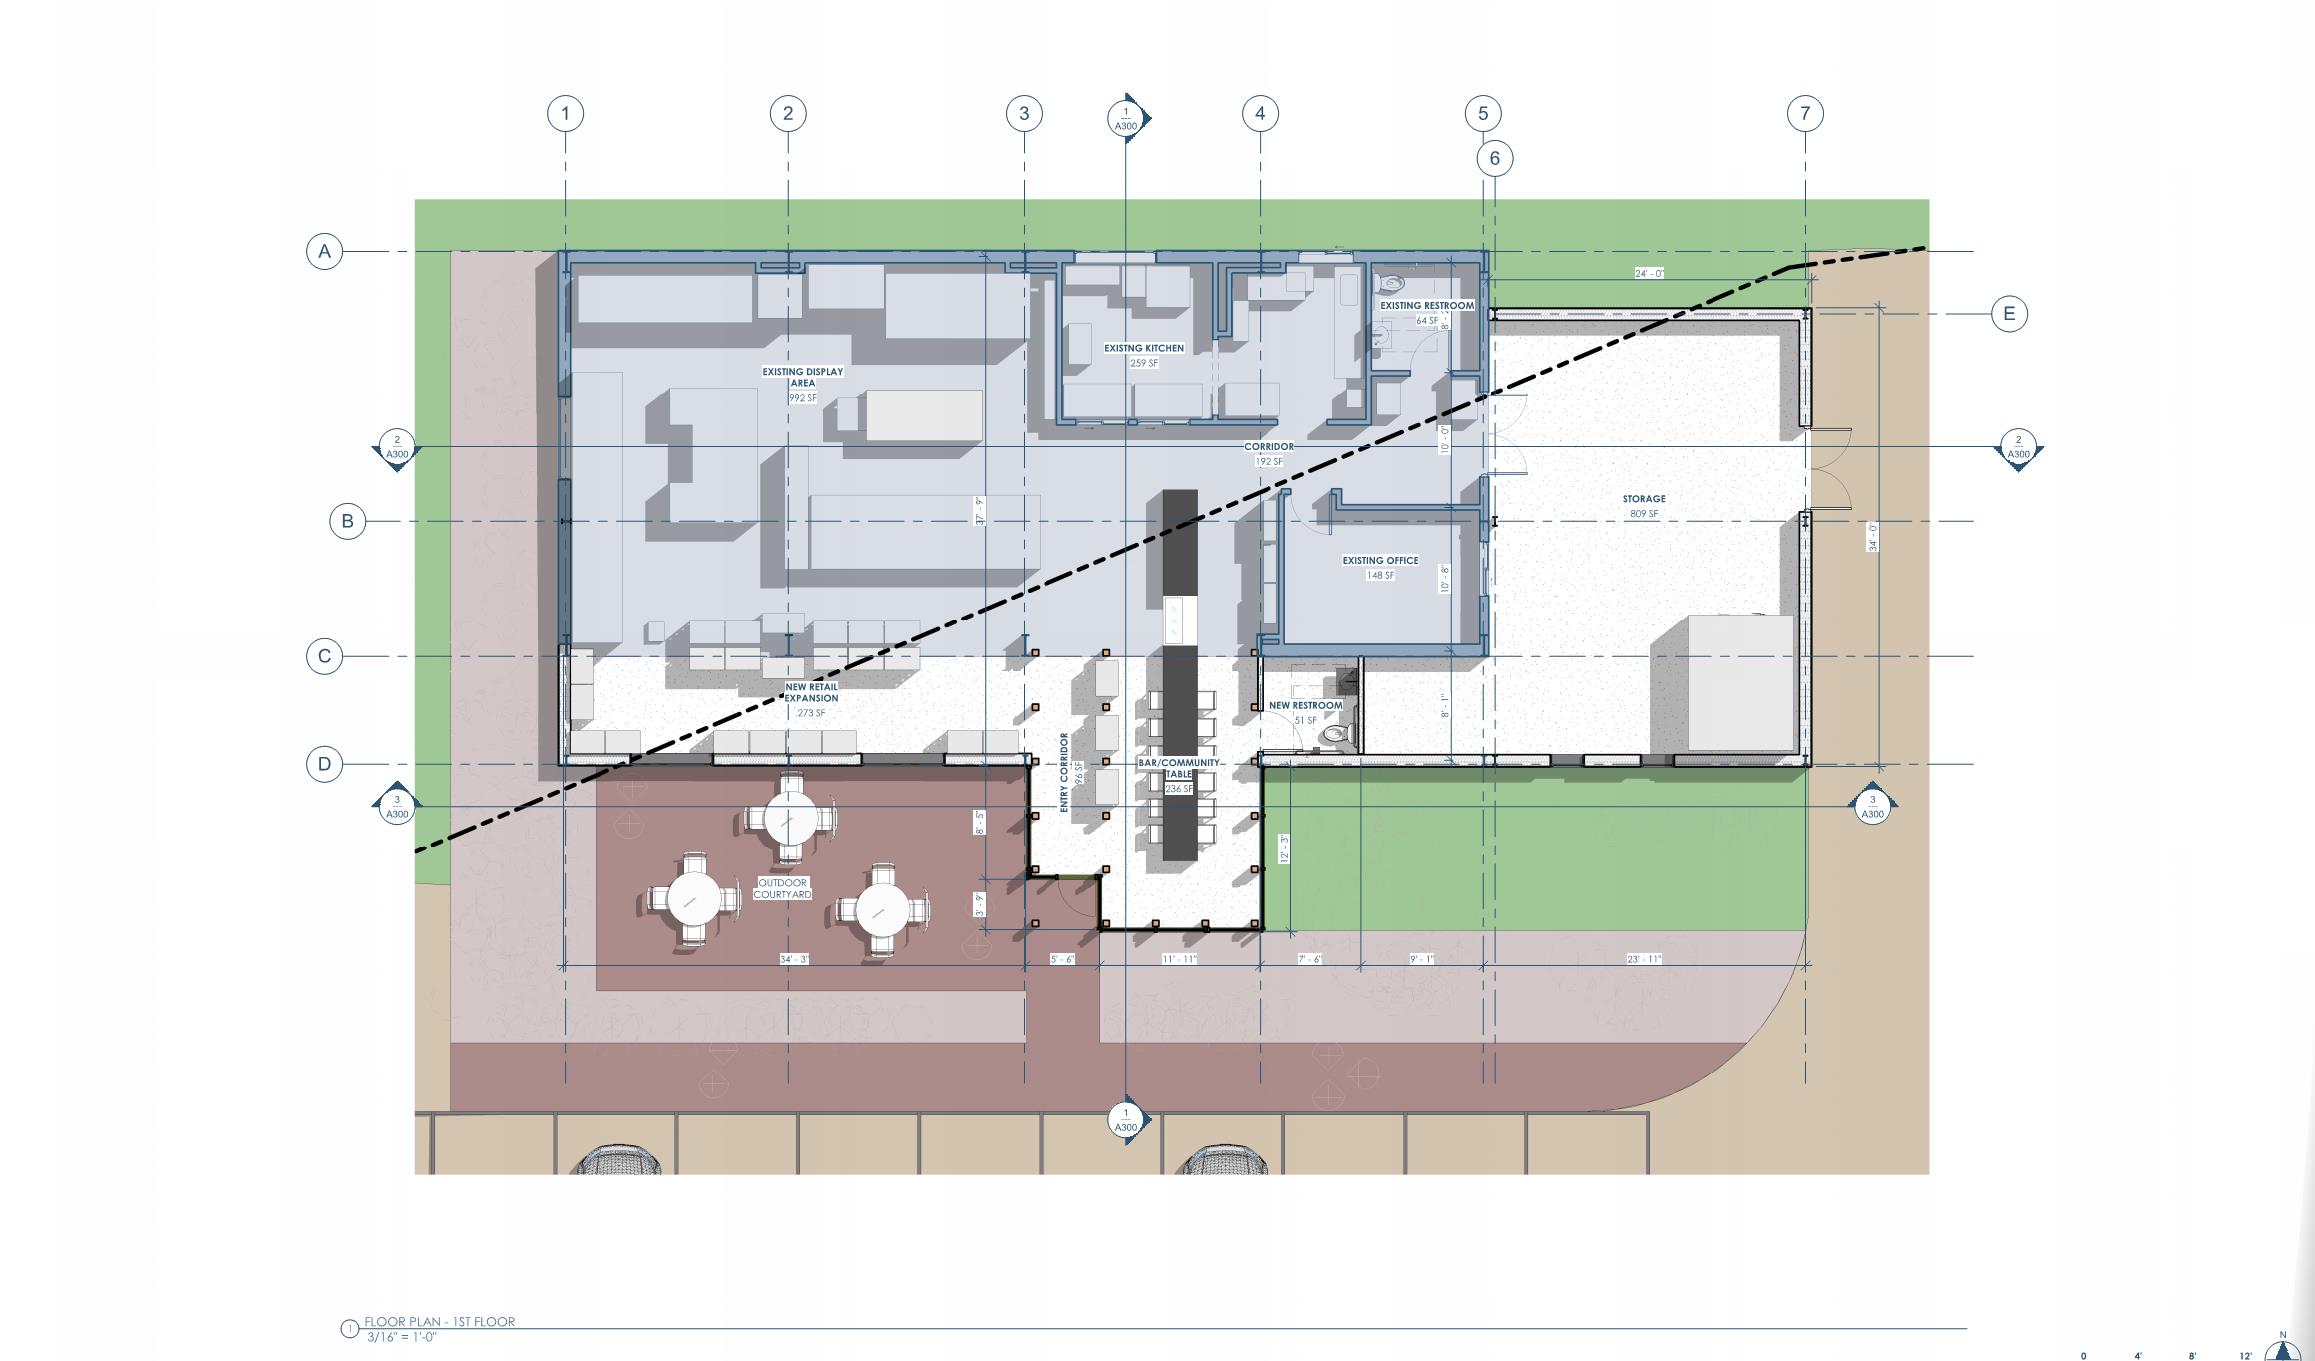 1
2
3
1
A300
4
5
7
6
A
24' - 0"
EXISTING RESTROOM
64 SF
E
EXISTNG KITCHEN
259 SF
EXISTING DISPLAY
AREA
992 SF
2
A300
CORRIDOR
192 SF
10' - 0"
2
A300
STORAGE
809 SF
B
37' - 9"
34' - 0"
EXISTING OFFICE
148 SF
10' - 8"
C
NEW RETAIL
EXPANSION
273 SF
NEW RESTROOM
51 SF
8' - 1"
D
ENTRY CORRIDOR
96 SF
BAR/COMMUNITY
TABLE
236 SF
3
A300
3
A300
8' - 5"
12' - 3"
OUTDOOR
COURTYARD
3' - 9"
34' - 3"
5' - 6"
11' - 11"
7' - 6"
9' - 1"
23' - 11"
1
A300
1
FLOOR PLAN - 1ST FLOOR
3/16" = 1'-0"
N
0 4' 8' 12'